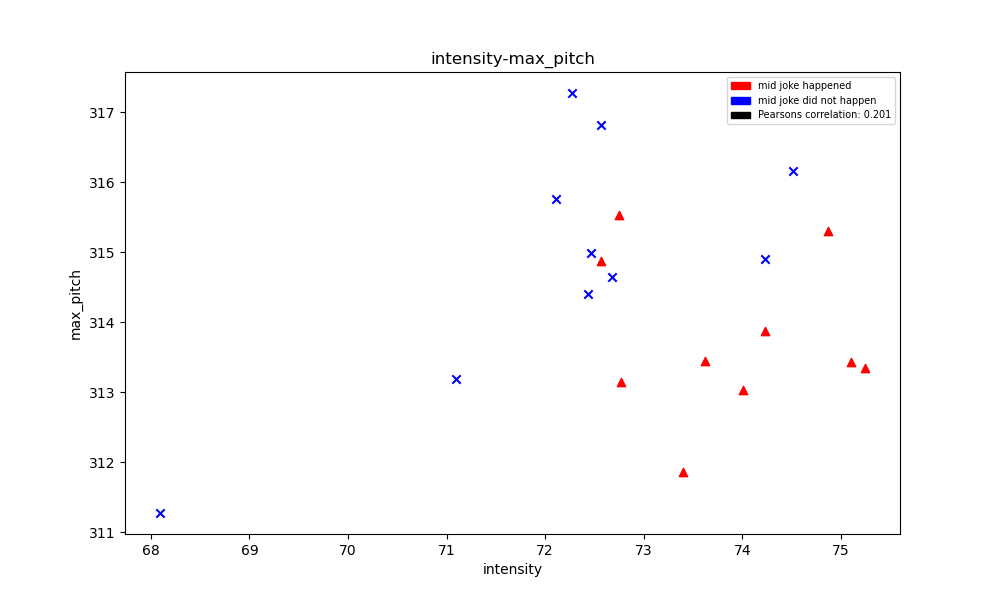 intensity-max_pitch
mid joke happened
mid joke did not happen
Pearsons correlation: 0.201
317
316
315
314
313
312
311
max_pitch
68 69 70 71 72 73 74 75
intensity